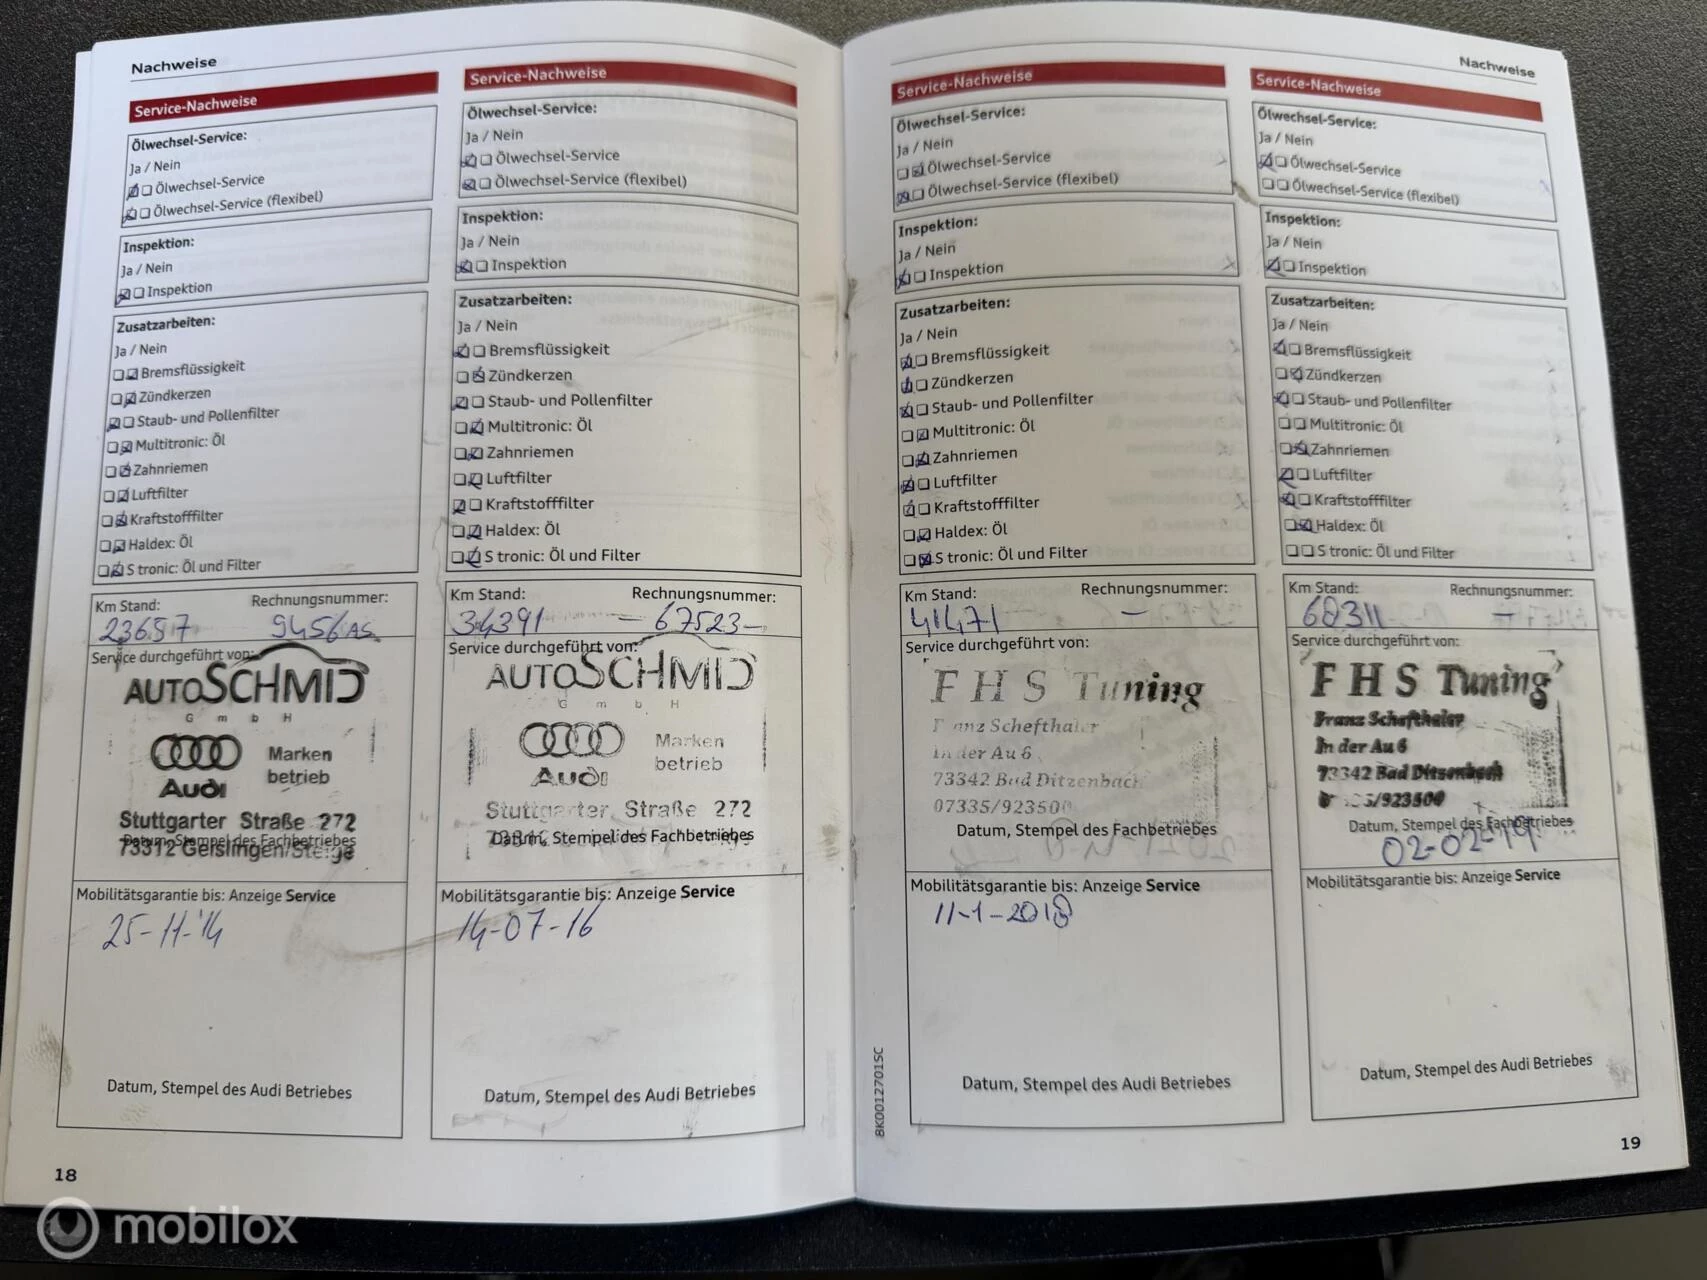 Nachweise
Service-Nachweise
Ölwechsel-Service:
Ja / Nein
Ölwechsel-Service
Ölwechsel-Service (flexibel)
Inspektion:
Ja / Nein
Inspektion
Zusatzarbeiten:
Ja / Nein
Bremsflüssigkeit
Zündkerzen
Staub- und Pollenfilter
Multitronic: Öl
Zahnriemen
Luftfilter
Kraftstofffilter
Haldex: Öl
S tronic: Öl und Filter
Km Stand: Rechnungsnummer:
23657 9456AS
Service durchgeführt von:
AUTOSCHMID
GmbH
Marken
betrieb
Audi
Stuttgarter Straße 272
73312 Geislingen/Steige
Datum, Stempel des Fachbetriebes
Mobilitätsgarantie bis: Anzeige Service
25-11-'14
Datum, Stempel des Audi Betriebes
18
Service-Nachweise
Ölwechsel-Service:
Ja / Nein
Ölwechsel-Service
Ölwechsel-Service (flexibel)
Inspektion:
Ja / Nein
Inspektion
Zusatzarbeiten:
Ja / Nein
Bremsflüssigkeit
Zündkerzen
Staub- und Pollenfilter
Multitronic: Öl
Zahnriemen
Luftfilter
Kraftstofffilter
Haldex: Öl
S tronic: Öl und Filter
Km Stand: Rechnungsnummer:
34391 — 67523-
Service durchgeführt von:
AUTOSCHMID
GmbH
Marken
betrieb
Audi
Stuttgarter Straße 272
Datum, Stempel des Fachbetriebes
Mobilitätsgarantie bis: Anzeige Service
14-07-16
Datum, Stempel des Audi Betriebes
Nachweise
Service-Nachweise
Ölwechsel-Service:
Ja / Nein
Ölwechsel-Service
Ölwechsel-Service (flexibel)
Inspektion:
Ja / Nein
Inspektion
Zusatzarbeiten:
Ja / Nein
Bremsflüssigkeit
Zündkerzen
Staub- und Pollenfilter
Multitronic: Öl
Zahnriemen
Luftfilter
Kraftstofffilter
Haldex: Öl
S tronic: Öl und Filter
Km Stand: Rechnungsnummer:
41471 —
Service durchgeführt von:
FHS Tuning
Franz Schefthaler
In der Au 6
73342 Bad Ditzenbach
07335/923500
Datum, Stempel des Fachbetriebes
Mobilitätsgarantie bis: Anzeige Service
11-1-2018
Datum, Stempel des Audi Betriebes
8K0012701SC
Service-Nachweise
Ölwechsel-Service:
Ja / Nein
Ölwechsel-Service
Ölwechsel-Service (flexibel)
Inspektion:
Ja / Nein
Inspektion
Zusatzarbeiten:
Ja / Nein
Bremsflüssigkeit
Zündkerzen
Staub- und Pollenfilter
Multitronic: Öl
Zahnriemen
Luftfilter
Kraftstofffilter
Haldex: Öl
S tronic: Öl und Filter
Km Stand: Rechnungsnummer:
68311 —
Service durchgeführt von:
FHS Tuning
Franz Schefthaler
In der Au 6
73342 Bad Ditzenbach
Datum, Stempel des Fachbetriebes
02-02-19
Mobilitätsgarantie bis: Anzeige Service
Datum, Stempel des Audi Betriebes
19
mobilox